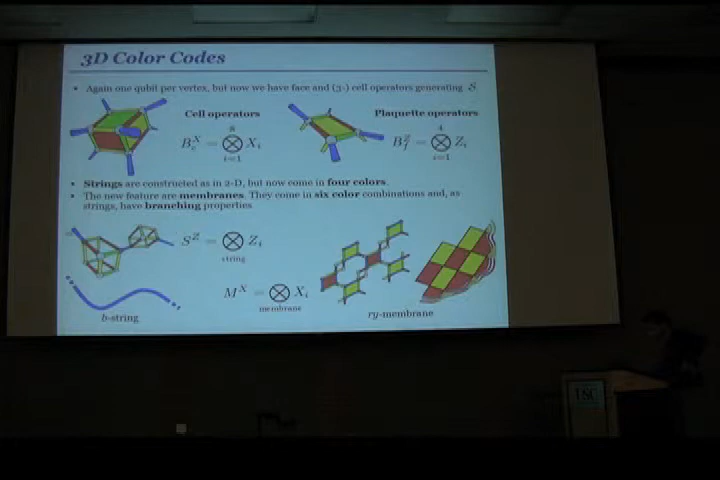 3D Color Codes
• Again one qubit per vertex, but now we have face and (3-) cell operators generating S
Cell operators
B_c^X = ⨂_{i=1}^{8} X_i
Plaquette operators
B_f^Z = ⨂_{i=1}^{4} Z_i
• Strings are constructed as in 2-D, but now come in four colors.
• The new feature are membranes. They come in six color combinations and, as
strings, have branching properties
S^Z = ⨂_{string} Z_i
M^X = ⨂_{membrane} X_i
b-string
ry-membrane
USC